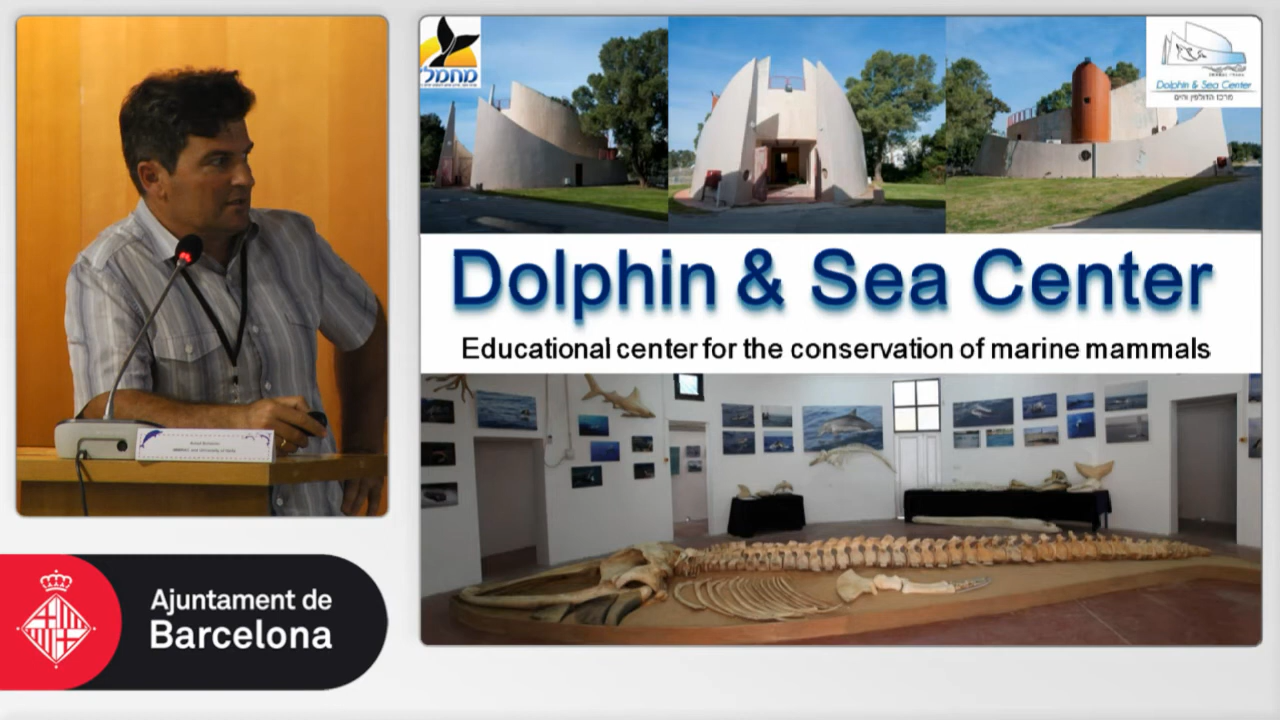 מחמלי
Dolphin & Sea Center
מרכז הדולפין והים
Dolphin & Sea Center
Educational center for the conservation of marine mammals
Ajuntament de
Barcelona